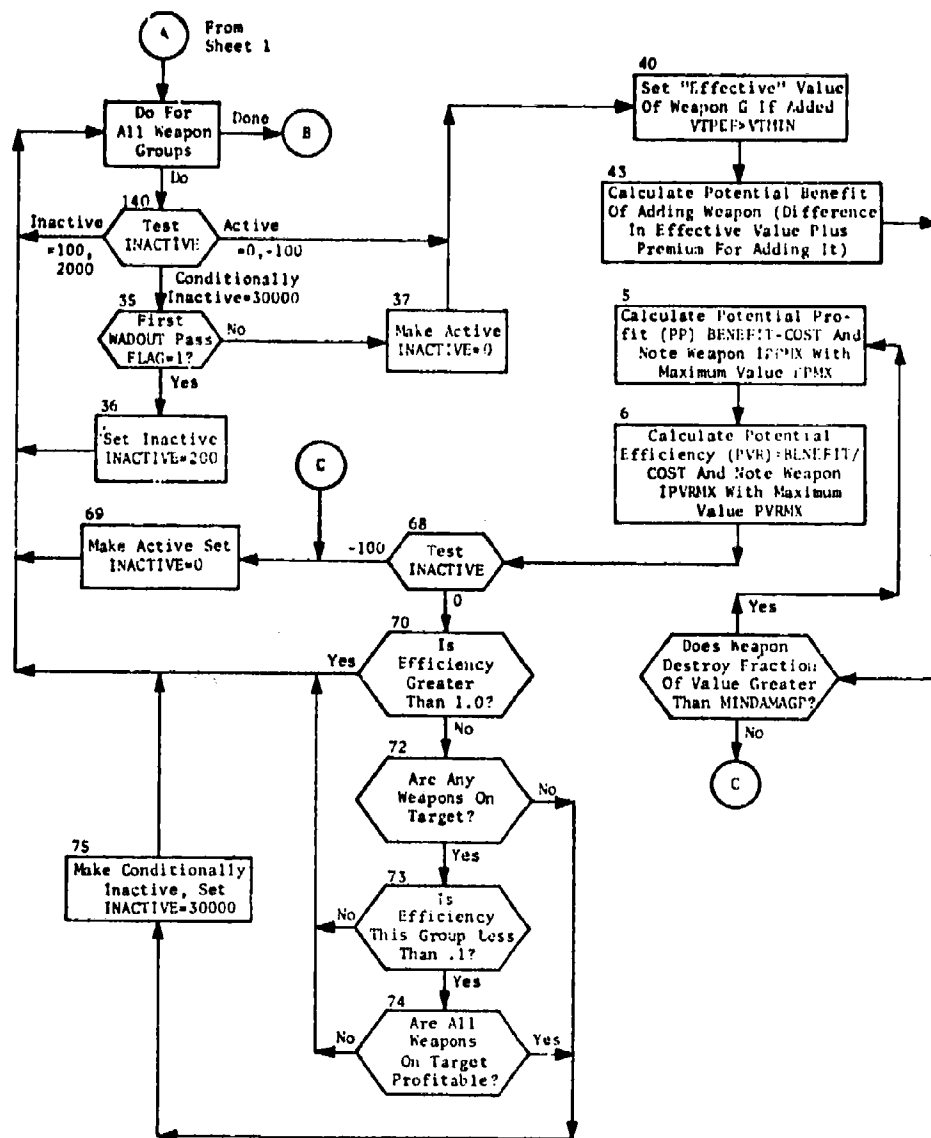 A
From
Sheet 1
Do For
All Weapon
Groups
Done
B
Do
140
Test
INACTIVE
Inactive
=100,
2000
Active
=0,-100
Conditionally
Inactive=30000
35
First
WADOUT Pass
FLAG=1?
No
37
Make Active
INACTIVE=0
Yes
36
Set Inactive
INACTIVE=200
40
Set "Effective" Value
Of Weapon G If Added
VTPEF>VTMIN
43
Calculate Potential Benefit
Of Adding Weapon (Difference
In Effective Value Plus
Premium For Adding It)
5
Calculate Potential Pro-
fit (PP) BENEFIT-COST And
Note Weapon IPPMX With
Maximum Value PPMX
6
Calculate Potential
Efficiency (PVR)=BENEFIT/
COST And Note Weapon
IPVRMX With Maximum
Value PVRMX
C
69
Make Active Set
INACTIVE=0
-100
68
Test
INACTIVE
0
Yes
Does Weapon
Destroy Fraction
Of Value Greater
Than MINDAMAGE?
No
C
70
Is
Efficiency
Greater
Than 1.0?
Yes
No
72
Are Any
Weapons On
Target?
No
Yes
75
Make Conditionally
Inactive, Set
INACTIVE=30000
73
Is
Efficiency
This Group Less
Than .1?
No
Yes
74
Are All
Weapons
On Target
Profitable?
No
Yes